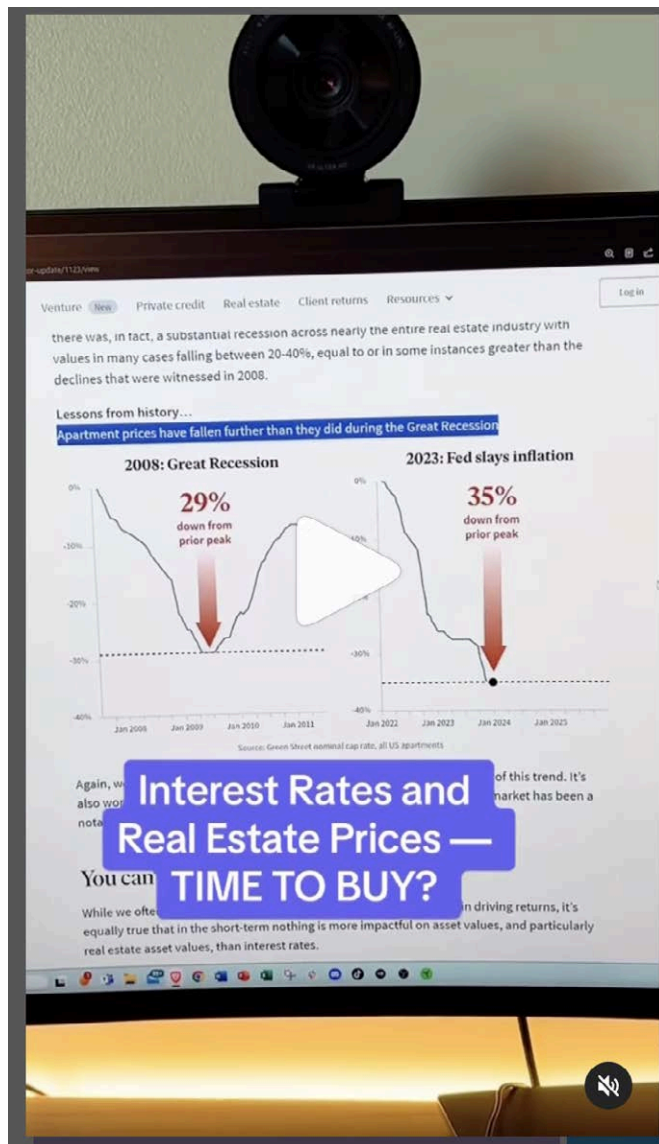 or-update/1123/view
Venture New Private credit Real estate Client returns Resources
Log in
there was, in fact, a substantial recession across nearly the entire real estate industry with
values in many cases falling between 20-40%, equal to or in some instances greater than the
declines that were witnessed in 2008.
Lessons from history...
Apartment prices have fallen further than they did during the Great Recession
2008: Great Recession
29%
down from
prior peak
0%
-10%
-20%
-30%
-40%
Jan 2008 Jan 2009 Jan 2010 Jan 2011
2023: Fed slays inflation
35%
down from
prior peak
0%
-30%
-40%
Jan 2022 Jan 2023 Jan 2024 Jan 2025
Source: Green Street nominal cap rate, all US apartments
Again, of this trend. It's
also market has been a
Interest Rates and
Real Estate Prices —
TIME TO BUY?
You can
While we in driving returns, it's
equally true that in the short-term nothing is more impactful on asset values, and particularly
real estate asset values, than interest rates.